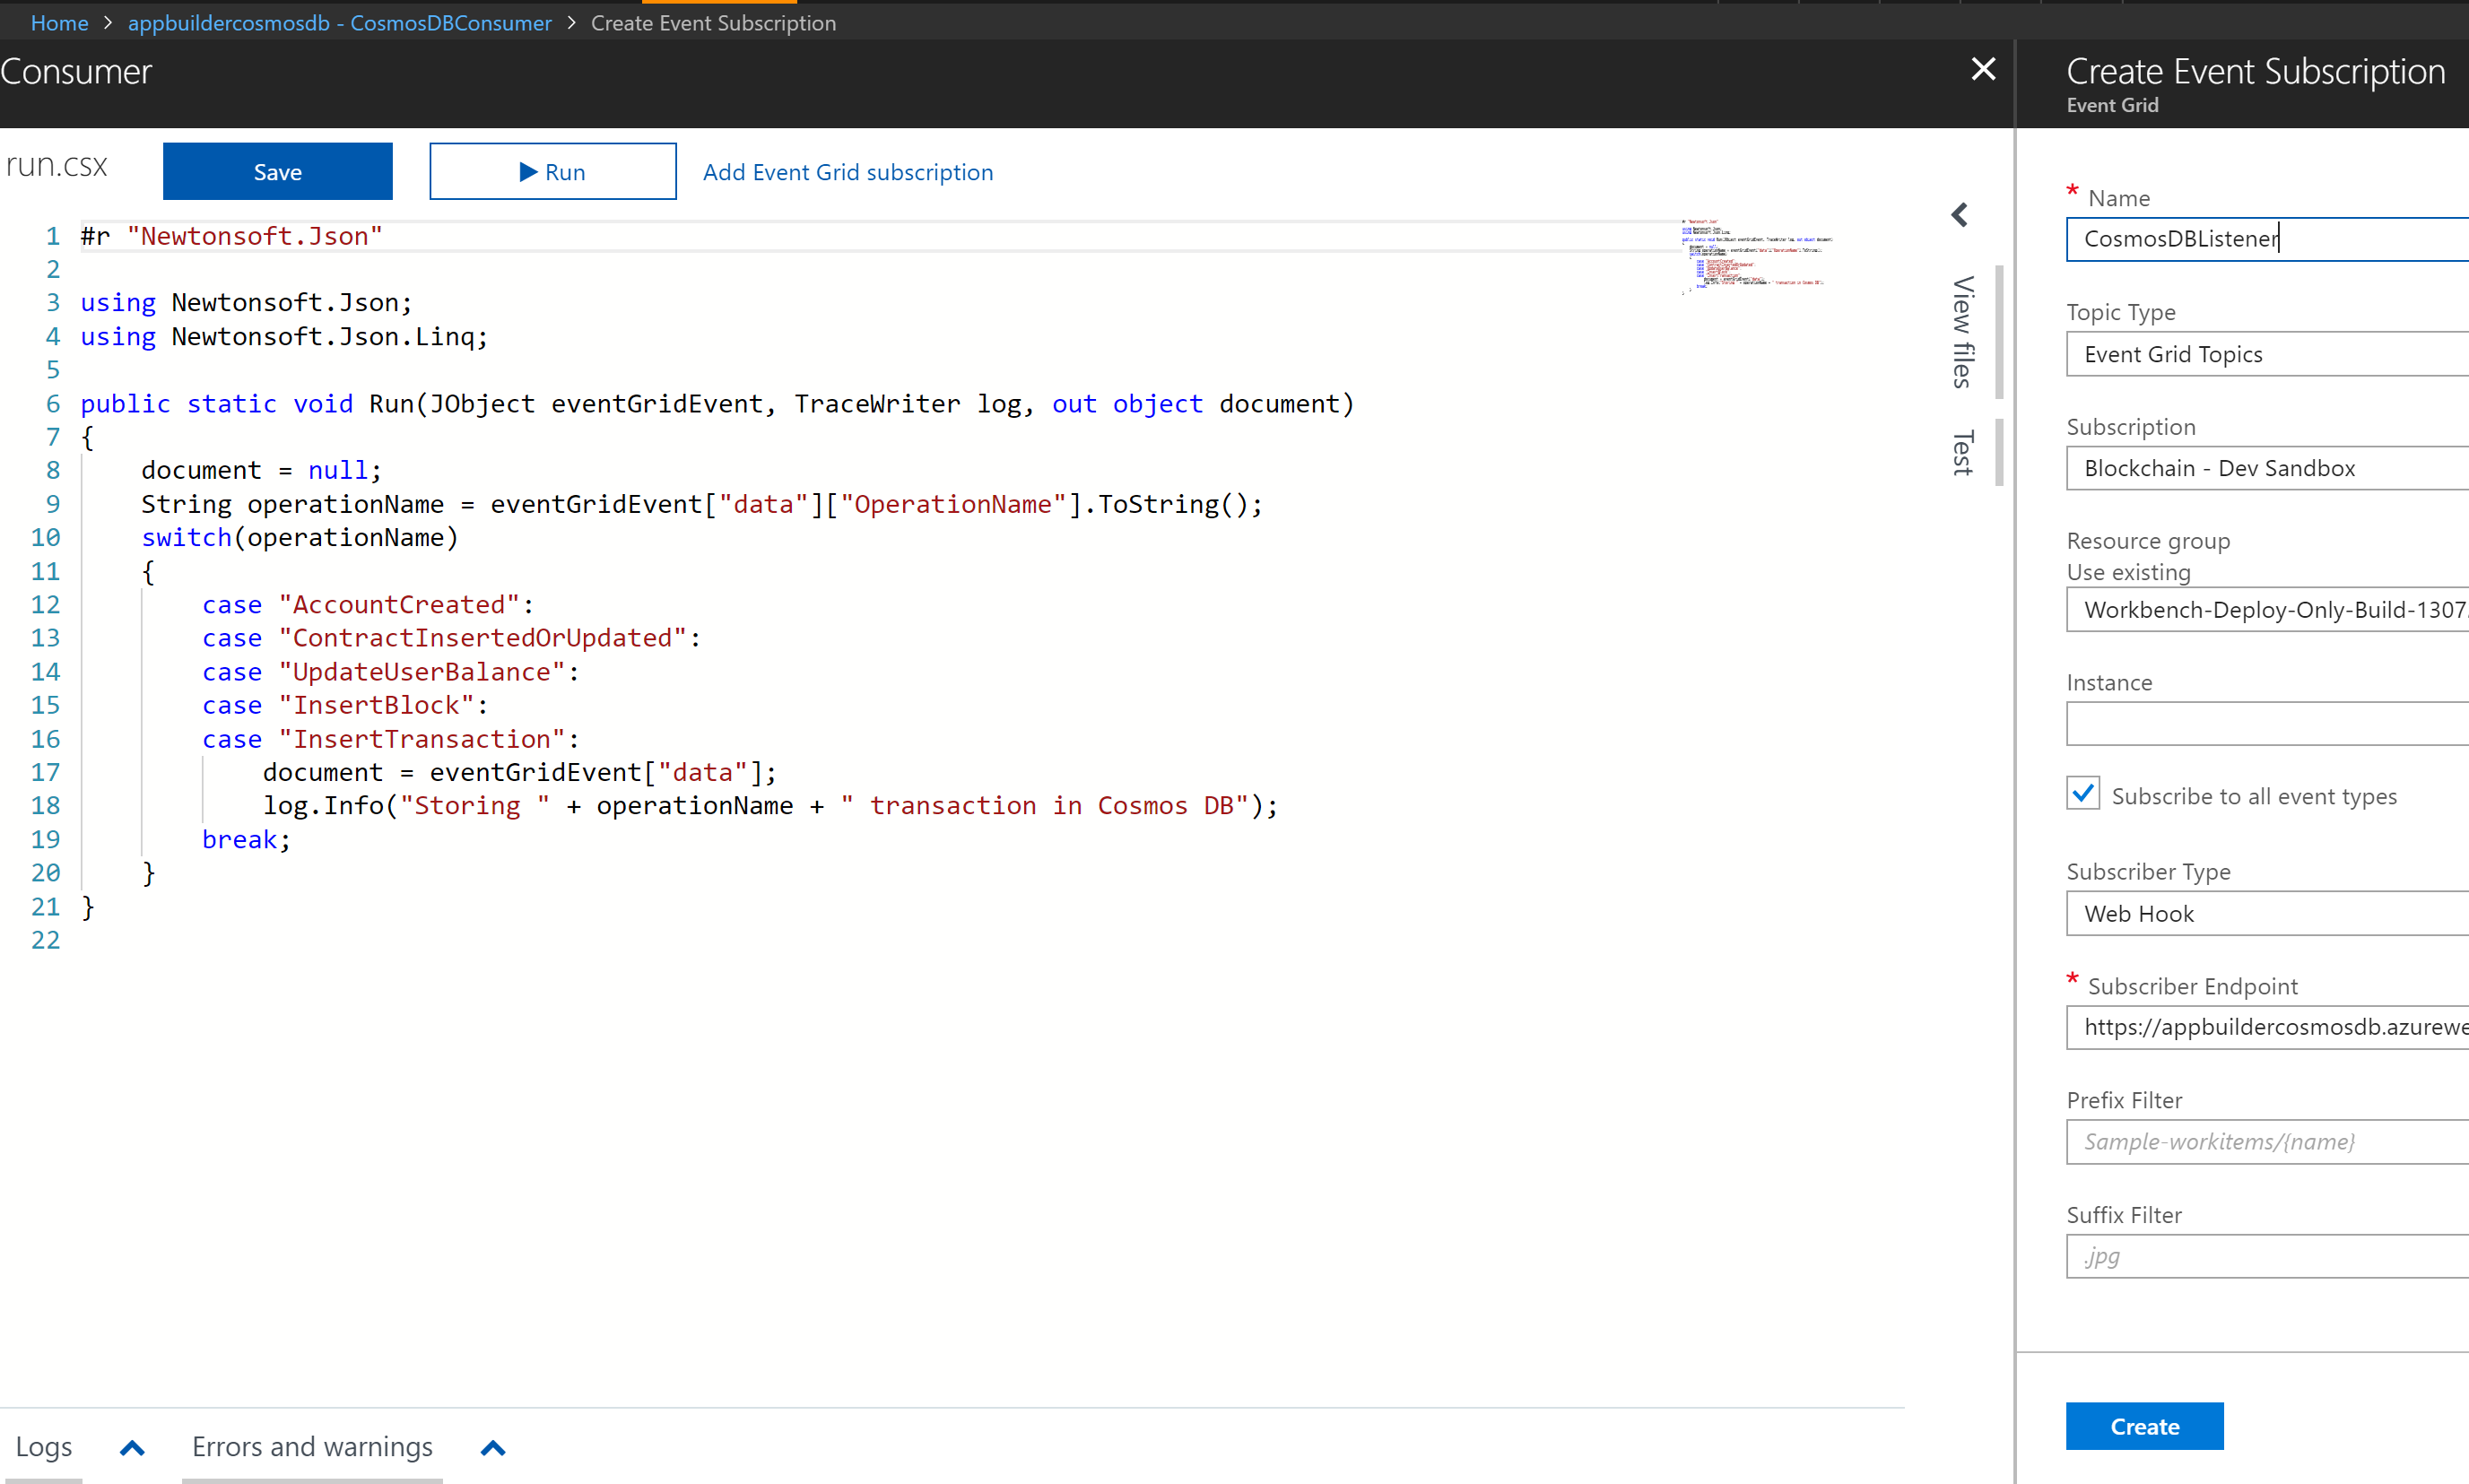 Home > appbuildercosmosdb - CosmosDBConsumer > Create Event Subscription
Consumer
run.csx
Save
Run
Add Event Grid subscription
1 #r "Newtonsoft.Json"
2
3 using Newtonsoft.Json;
4 using Newtonsoft.Json.Linq;
5
6 public static void Run(JObject eventGridEvent, TraceWriter log, out object document)
7 {
8 document = null;
9 String operationName = eventGridEvent["data"]["OperationName"].ToString();
10 switch(operationName)
11 {
12 case "AccountCreated":
13 case "ContractInsertedOrUpdated":
14 case "UpdateUserBalance":
15 case "InsertBlock":
16 case "InsertTransaction":
17 document = eventGridEvent["data"];
18 log.Info("Storing " + operationName + " transaction in Cosmos DB");
19 break;
20 }
21 }
22
View files
Test
Logs
Errors and warnings
Create Event Subscription
Event Grid
* Name
CosmosDBListener
Topic Type
Event Grid Topics
Subscription
Blockchain - Dev Sandbox
Resource group
Use existing
Workbench-Deploy-Only-Build-1307
Instance
Subscribe to all event types
Subscriber Type
Web Hook
* Subscriber Endpoint
https://appbuildercosmosdb.azurewe
Prefix Filter
Sample-workitems/{name}
Suffix Filter
.jpg
Create